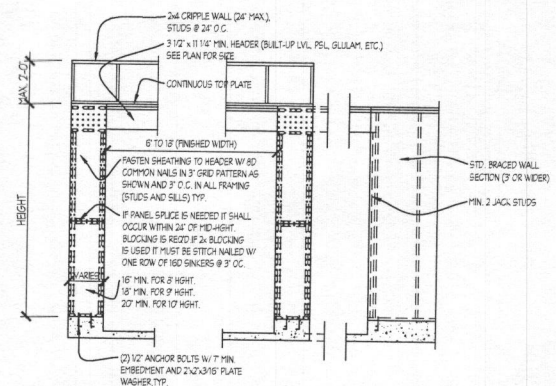 2x4 CRIPPLE WALL (24" MAX.),
STUDS @ 24" O.C.
3 1/2" x 11 1/4" MIN. HEADER (BUILT-UP LVL, PSL, GLULAM, ETC.)
SEE PLAN FOR SIZE
CONTINUOUS TOP PLATE
MAX. 2'-0"
6' TO 18' (FINISHED WIDTH)
FASTEN SHEATHING TO HEADER W/ 8D
COMMON NAILS IN 3" GRID PATTERN AS
SHOWN AND 3" O.C. IN ALL FRAMING
(STUDS AND SILLS) TYP.
STD. BRACED WALL
SECTION (3' OR WIDER)
MIN. 2 JACK STUDS
HEIGHT
IF PANEL SPLICE IS NEEDED IT SHALL
OCCUR WITHIN 24" OF MID-HGHT.
BLOCKING IS REQ'D IF 2x BLOCKING
IS USED IT MUST BE STITCH NAILED W/
ONE ROW OF 16D SINKERS @ 3" OC.
VARIES
16" MIN. FOR 8' HGHT.
18" MIN. FOR 9' HGHT.
20" MIN. FOR 10' HGHT.
(2) 1/2" ANCHOR BOLTS W/ 7" MIN.
EMBEDMENT AND 2"x2"x3/16" PLATE
WASHER, TYP.